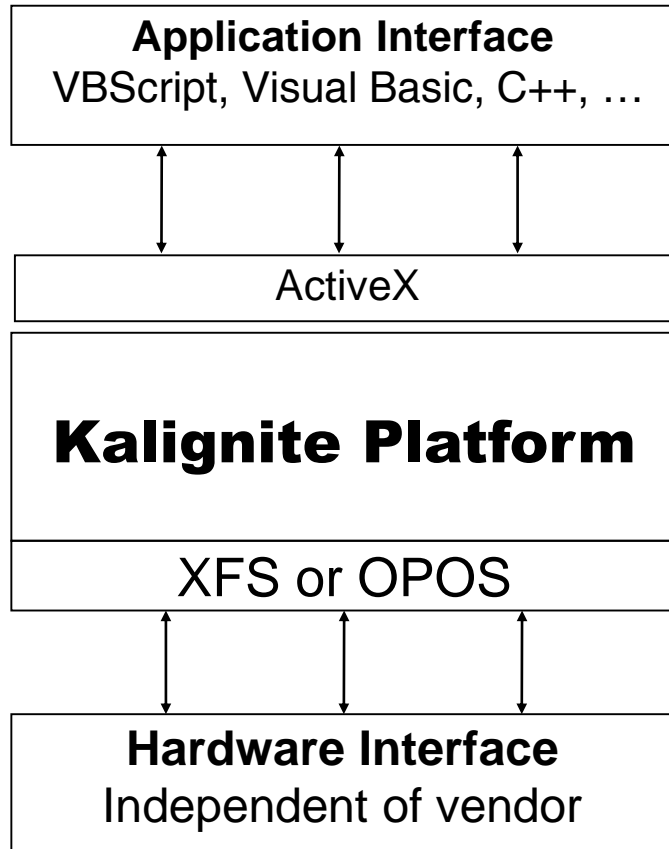 Application Interface
VBScript, Visual Basic, C++, …
ActiveX
Kalignite Platform
XFS or OPOS
Hardware Interface
Independent of vendor